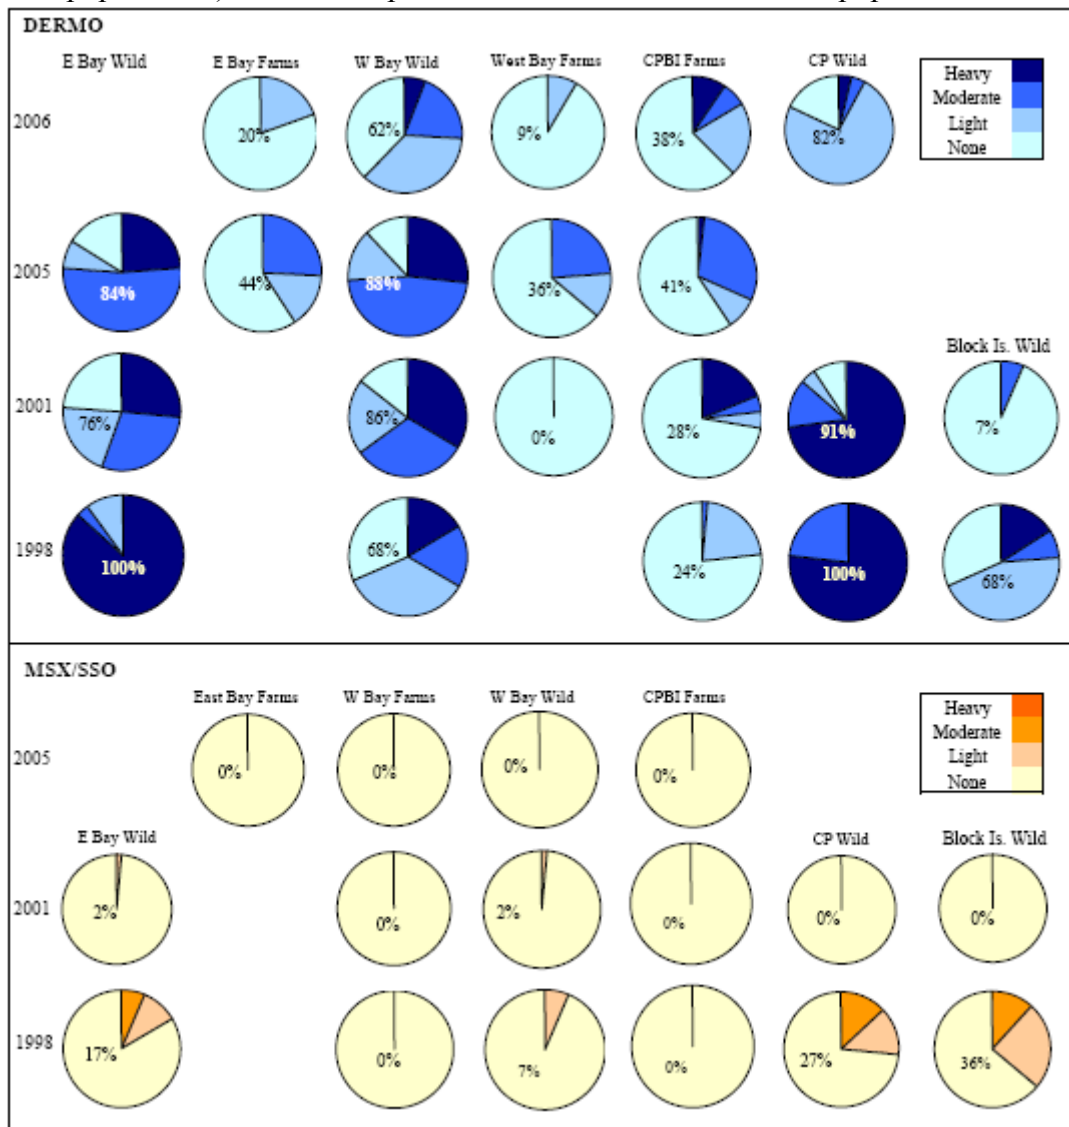 DERMO
E Bay Wild E Bay Farms W Bay Wild West Bay Farms CPBI Farms CP Wild
Heavy
Moderate
Light
None
2006
20% 62% 9% 38% 82%
2005
84% 44% 88% 36% 41%
Block Is. Wild
2001
76% 86% 0% 28% 91% 7%
1998
100% 68% 24% 100% 68%
MSX/SSO
East Bay Farms W Bay Farms W Bay Wild CPBI Farms
Heavy
Moderate
Light
None
2005
0% 0% 0% 0%
E Bay Wild CP Wild Block Is. Wild
2001
2% 0% 2% 0% 0% 0%
1998
17% 0% 7% 0% 27% 36%